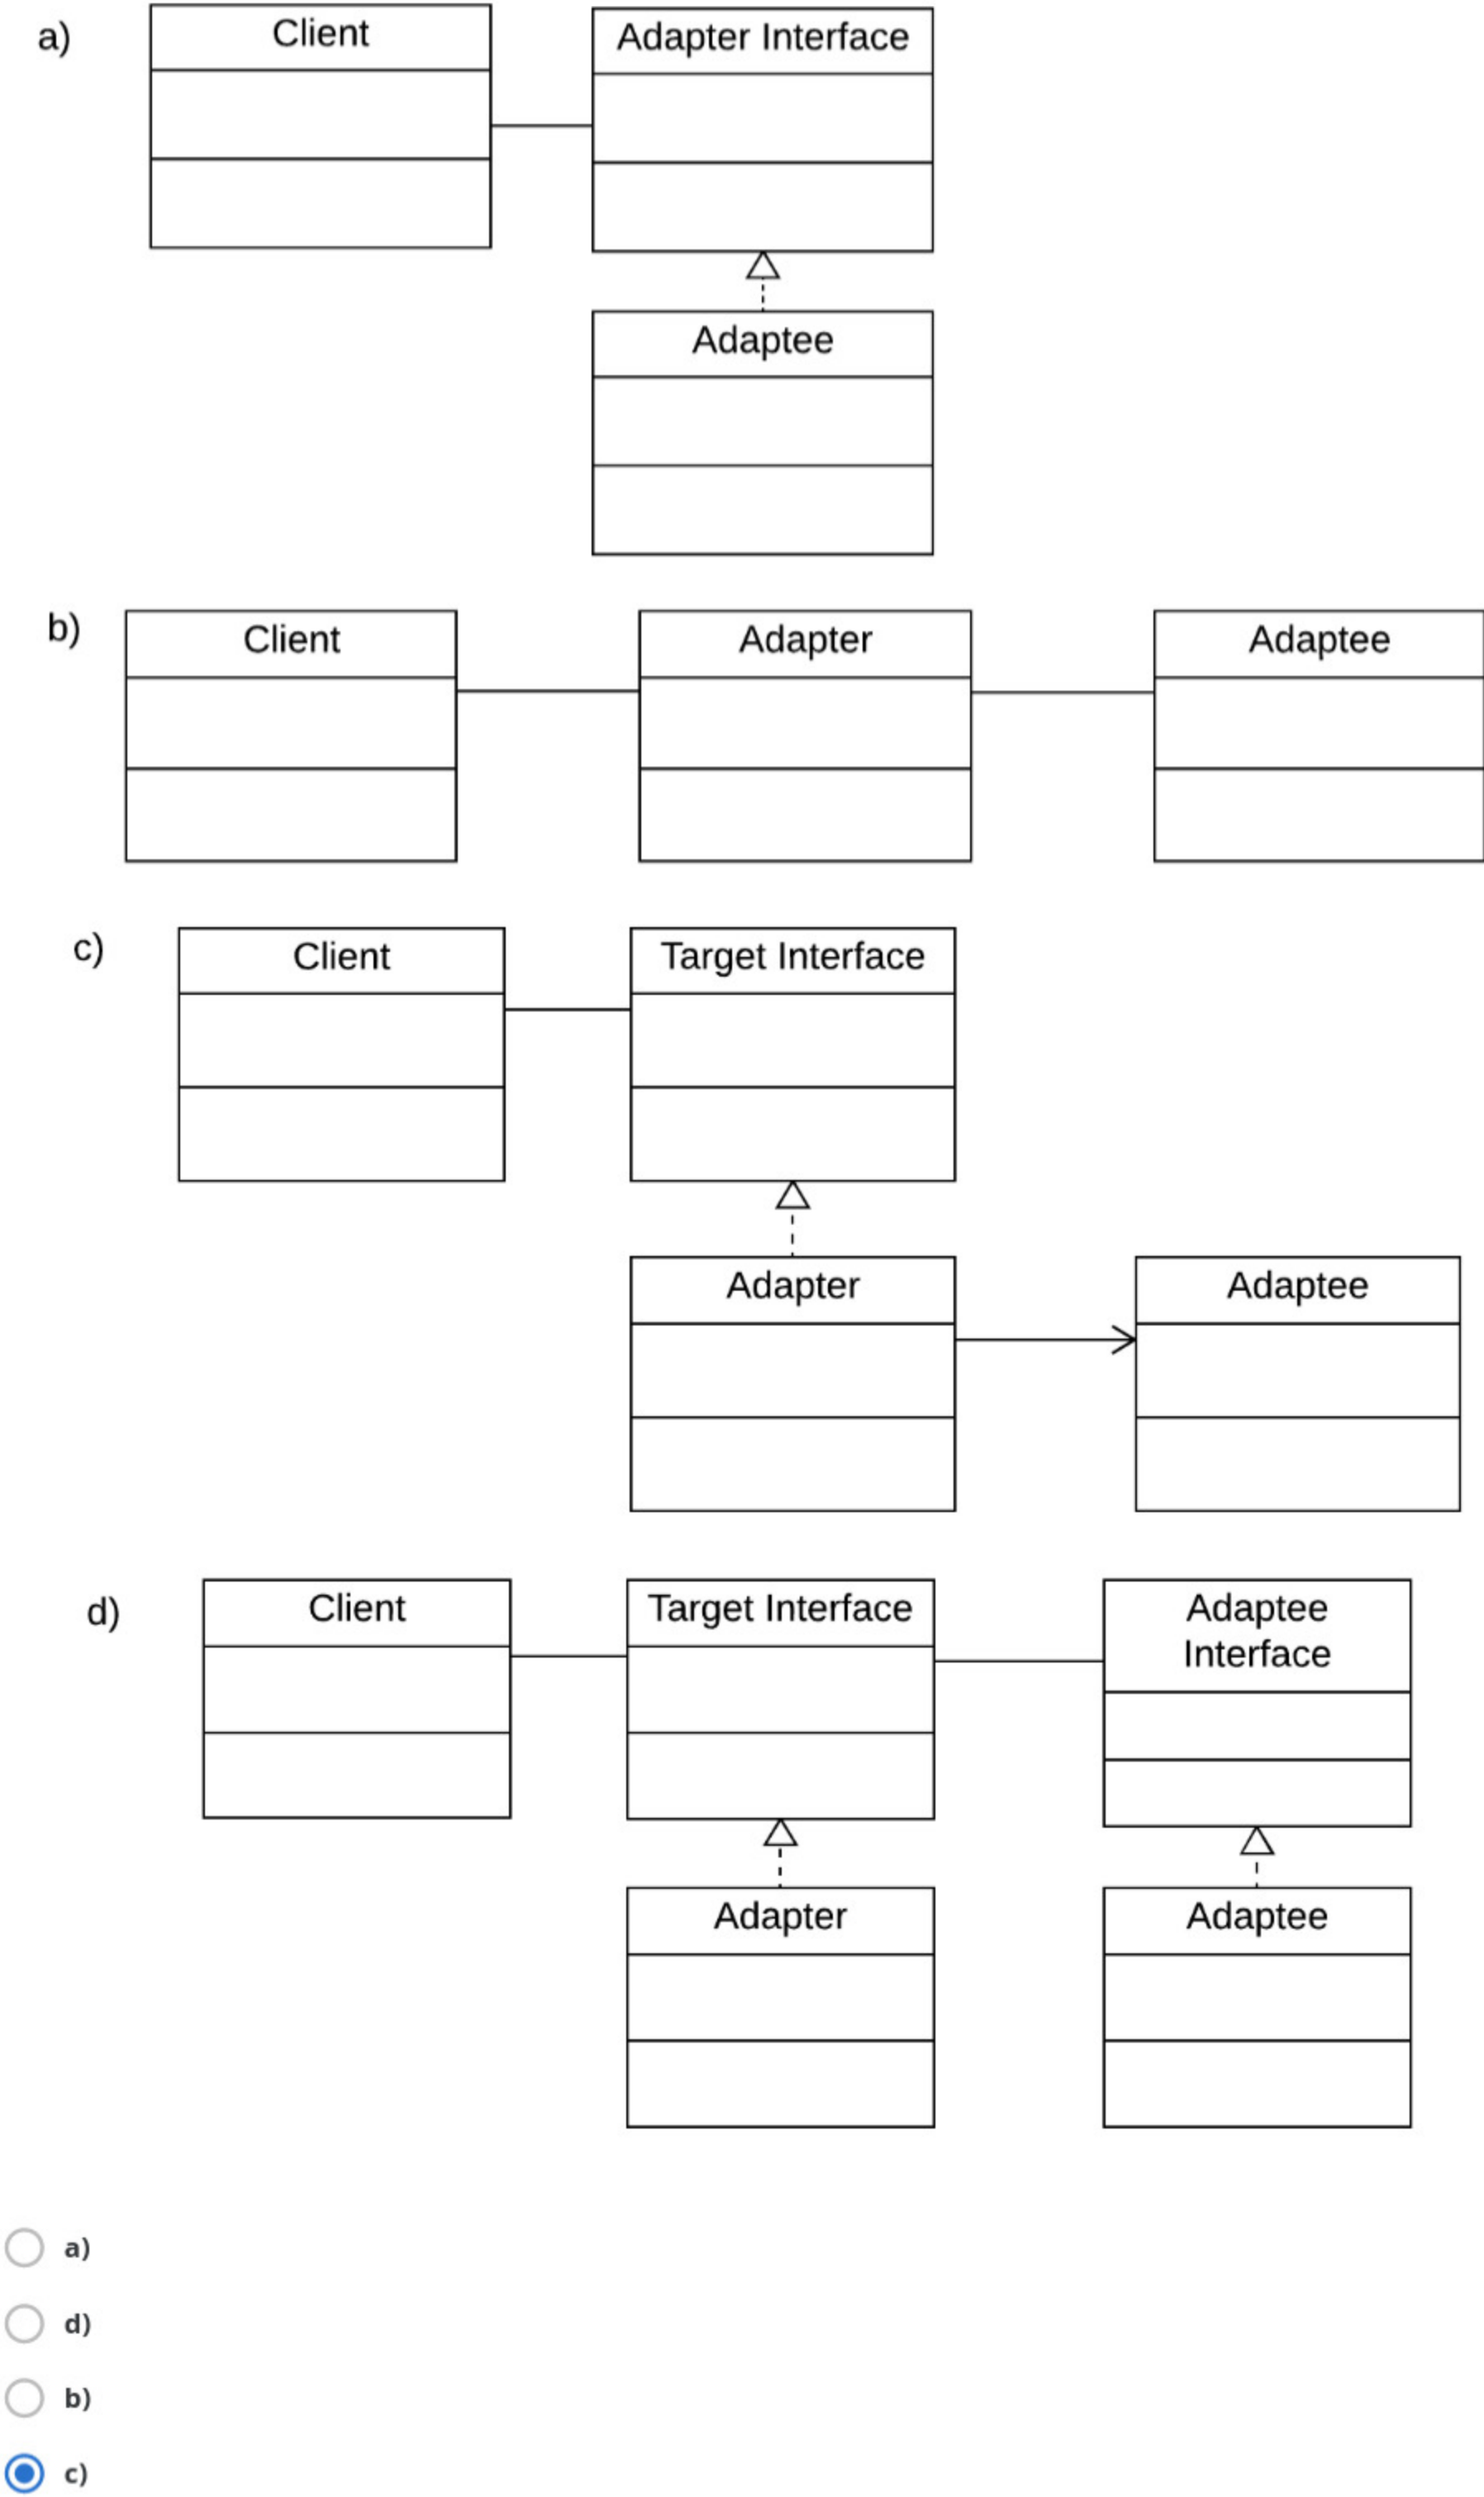 a)
Client
Adapter Interface
Adaptee
b)
Client
Adapter
Adaptee
c)
Client
Target Interface
Adapter
Adaptee
d)
Client
Target Interface
Adaptee
Interface
Adapter
Adaptee
a)
d)
b)
c)